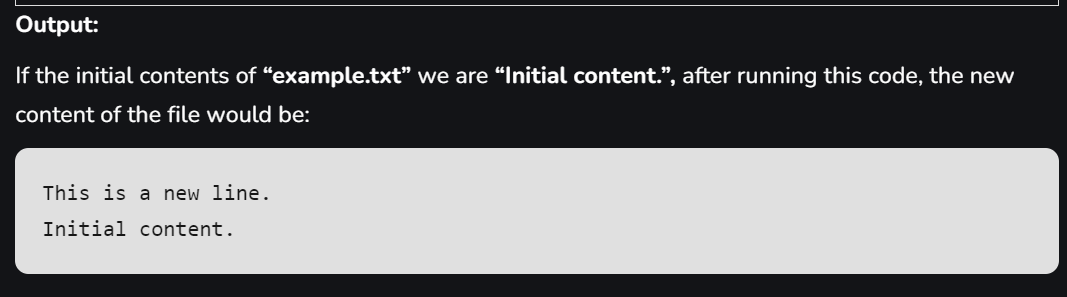 Output:
If the initial contents of “example.txt” we are “Initial content.”, after running this code, the new
content of the file would be:
This is a new line.
Initial content.